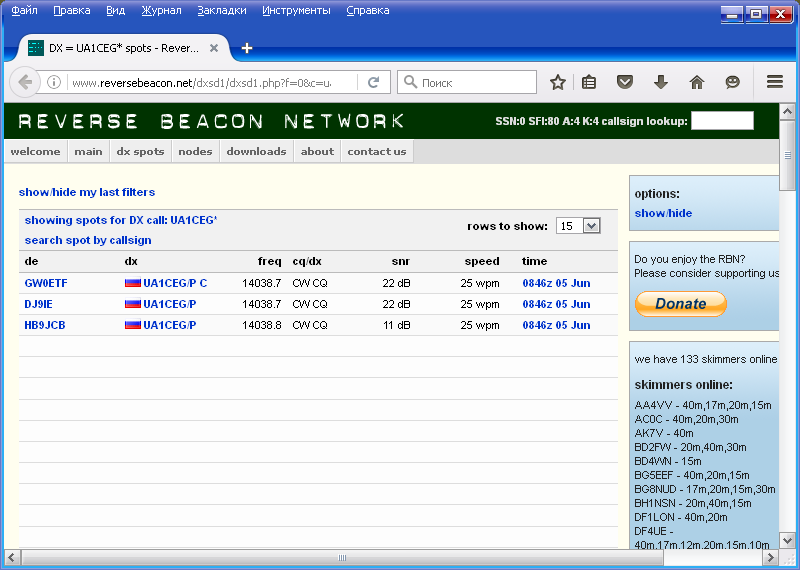 Файл Правка Вид Журнал Закладки Инструменты Справка
DX = UA1CEG* spots - Rever...
www.reversebeacon.net/dxsd1/dxsd1.php?f=0&c=u
Поиск
REVERSE BEACON NETWORK
SSN:0 SFI:80 A:4 K:4 callsign lookup:
welcome main dx spots nodes downloads about contact us
show/hide my last filters
showing spots for DX call: UA1CEG*
search spot by callsign
rows to show: 15
de dx freq cq/dx snr speed time
GW0ETF UA1CEG/P C 14038.7 CW CQ 22 dB 25 wpm 0846z 05 Jun
DJ9IE UA1CEG/P 14038.7 CW CQ 22 dB 25 wpm 0846z 05 Jun
HB9JCB UA1CEG/P 14038.8 CW CQ 11 dB 25 wpm 0846z 05 Jun
options:
show/hide
Do you enjoy the RBN?
Please consider supporting us
Donate
we have 133 skimmers online
skimmers online:
AA4VV - 40m,17m,20m,15m
AC0C - 40m,20m,30m
AK7V - 40m
BD2FW - 20m,40m,30m
BD4WN - 15m
BG5EEF - 40m,20m,15m
BG8NUD - 17m,20m,15m,30m
BH1NSN - 20m,40m,15m
DF1LON - 40m,20m
DF4UE -
40m,17m,12m,20m,15m,10m